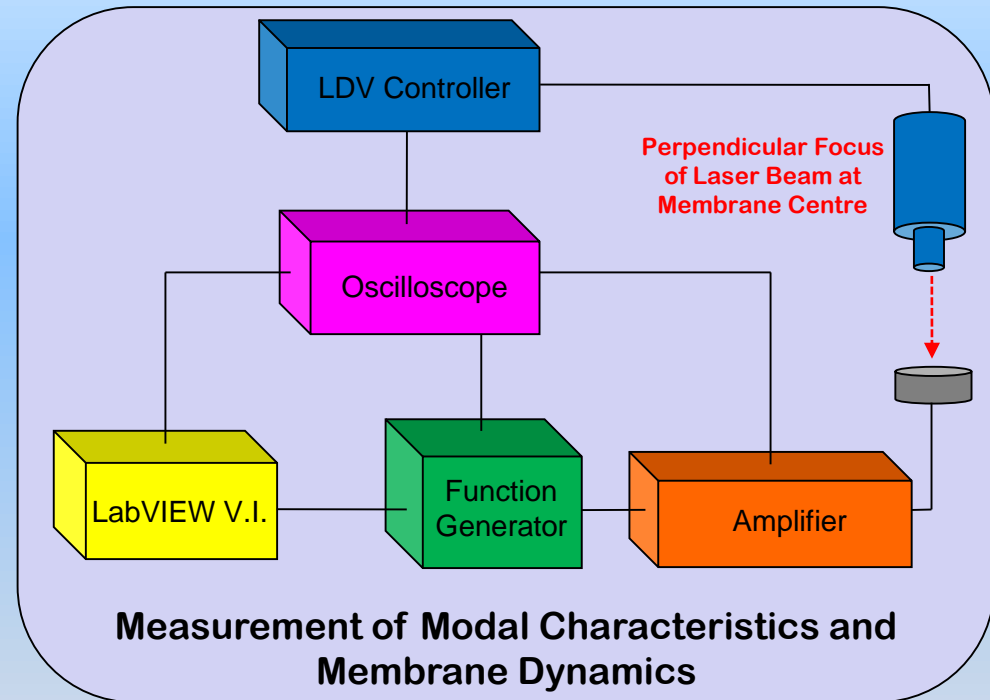 LDV Controller
Perpendicular Focus
of Laser Beam at
Membrane Centre
Oscilloscope
LabVIEW V.I.
Function
Generator
Amplifier
Measurement of Modal Characteristics and
Membrane Dynamics